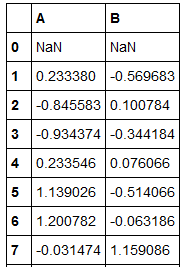 A B
0 NaN NaN
1 0.233380 -0.569683
2 -0.845583 0.100784
3 -0.934374 -0.344184
4 0.233546 0.076066
5 1.139026 -0.514066
6 1.200782 -0.063186
7 -0.031474 1.159086